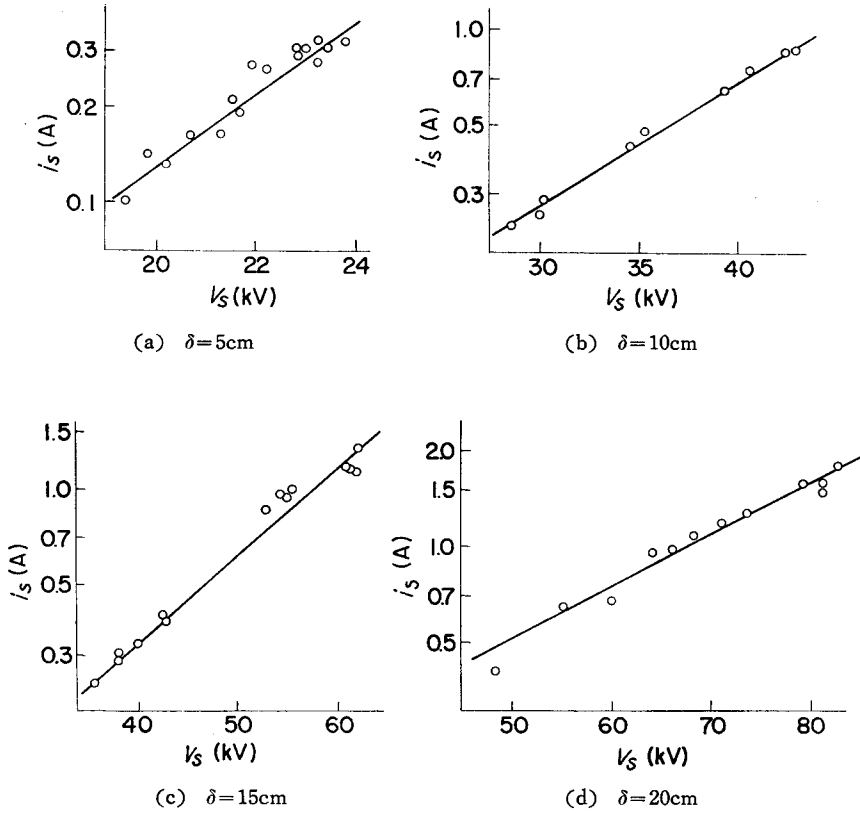 0.3
0.2
0.1
i_s (A)
20 22 24
V_s (kV)
(a) δ=5cm
1.0
0.7
0.5
0.3
i_s (A)
30 35 40
V_s (kV)
(b) δ=10cm
1.5
1.0
0.7
0.5
0.3
i_s (A)
40 50 60
V_s (kV)
(c) δ=15cm
2.0
1.5
1.0
0.7
0.5
i_s (A)
50 60 70 80
V_s (kV)
(d) δ=20cm